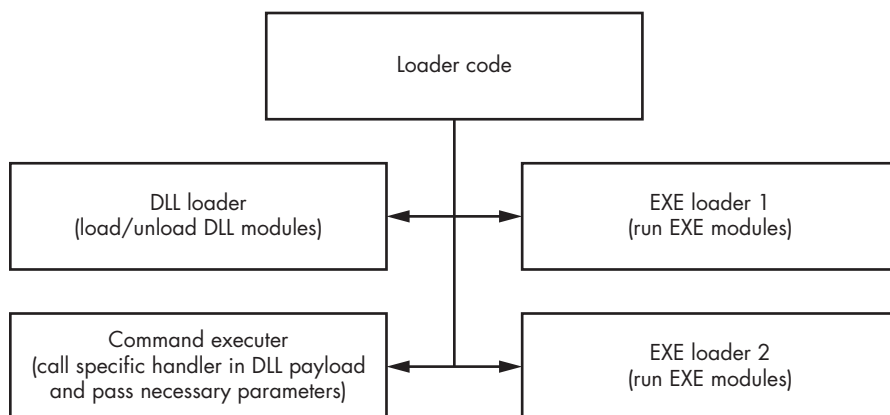 Loader code
DLL loader
(load/unload DLL modules)
EXE loader 1
(run EXE modules)
Command executer
(call specific handler in DLL payload
and pass necessary parameters)
EXE loader 2
(run EXE modules)